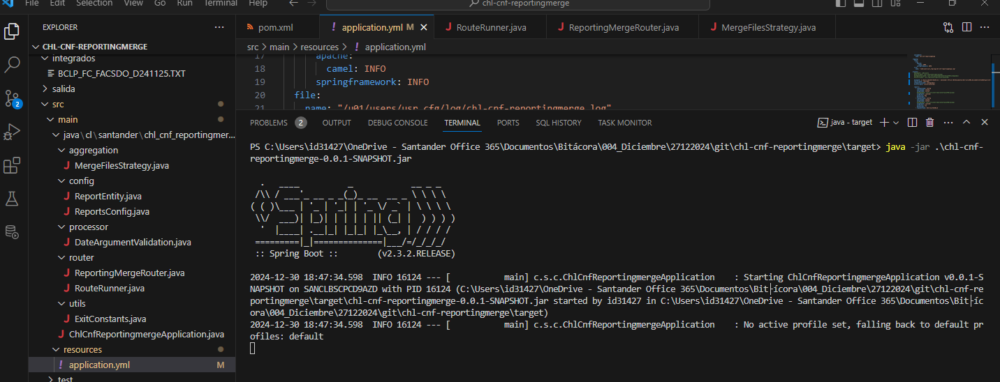 File Edit Selection View Go Run Terminal Help
chl-cnf-reportingmerge
EXPLORER
CHL-CNF-REPORTINGMERGE
integrados
BCLP_FC_FACSDO_D241125.TXT
salida
src
main
java\cl\santander\chl_cnf_reportingmer...
aggregation
MergeFilesStrategy.java
config
ReportEntity.java
ReportsConfig.java
processor
DateArgumentValidation.java
router
ReportingMergeRouter.java
RouteRunner.java
utils
ExitConstants.java
ChlCnfReportingmergeApplication.java
resources
application.yml M
test
2
pom.xml
application.yml M
RouteRunner.java
ReportingMergeRouter.java
MergeFilesStrategy.java
src > main > resources > ! application.yml
17 apache:
18 camel: INFO
19 springframework: INFO
20 file:
21 name: "/u01/users/usr_cfg/log/chl-cnf-reportingmerge.log"
PROBLEMS 2 OUTPUT DEBUG CONSOLE TERMINAL PORTS SQL HISTORY TASK MONITOR
java - target
PS C:\Users\id31427\OneDrive - Santander Office 365\Documentos\Bitácora\004_Diciembre\27122024\git\chl-cnf-reportingmerge\target> java -jar .\chl-cnf-
reportingmerge-0.0.1-SNAPSHOT.jar
  .   ____          _            __ _ _
 /\\ / ___'_ __ _ _(_)_ __  __ _ \ \ \ \
( ( )\___ | '_ | '_| | '_ \/ _` | \ \ \ \
 \\/  ___)| |_)| | | | | || (_| |  ) ) ) )
  '  |____| .__|_| |_|_| |_\__, | / / / /
 =========|_|==============|___/=/_/_/_/
 :: Spring Boot ::        (v2.3.2.RELEASE)
2024-12-30 18:47:34.598  INFO 16124 --- [           main] c.s.c.ChlCnfReportingmergeApplication    : Starting ChlCnfReportingmergeApplication v0.0.1-S
NAPSHOT on SANCLBSCPCD9AZD with PID 16124 (C:\Users\id31427\OneDrive - Santander Office 365\Documentos\Bit├ícora\004_Diciembre\27122024\git\chl-cnf-re
portingmerge\target\chl-cnf-reportingmerge-0.0.1-SNAPSHOT.jar started by id31427 in C:\Users\id31427\OneDrive - Santander Office 365\Documentos\Bit├íc
ora\004_Diciembre\27122024\git\chl-cnf-reportingmerge\target)
2024-12-30 18:47:34.598  INFO 16124 --- [           main] c.s.c.ChlCnfReportingmergeApplication    : No active profile set, falling back to default pr
ofiles: default